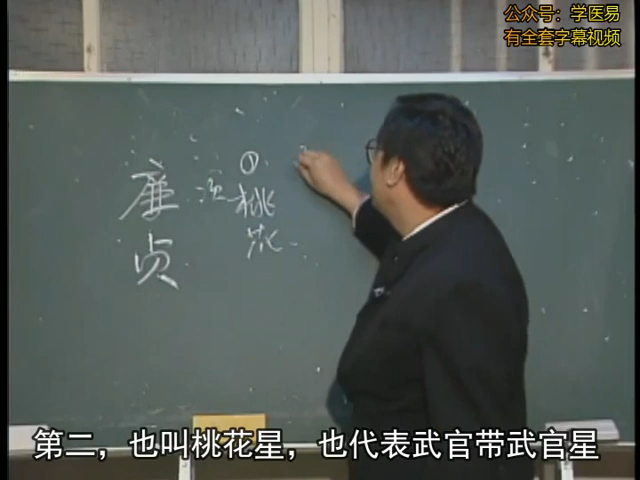 公众号：学医易
有全套字幕视频
廉贞
①桃花
第二，也叫桃花星，也代表武官带武官星